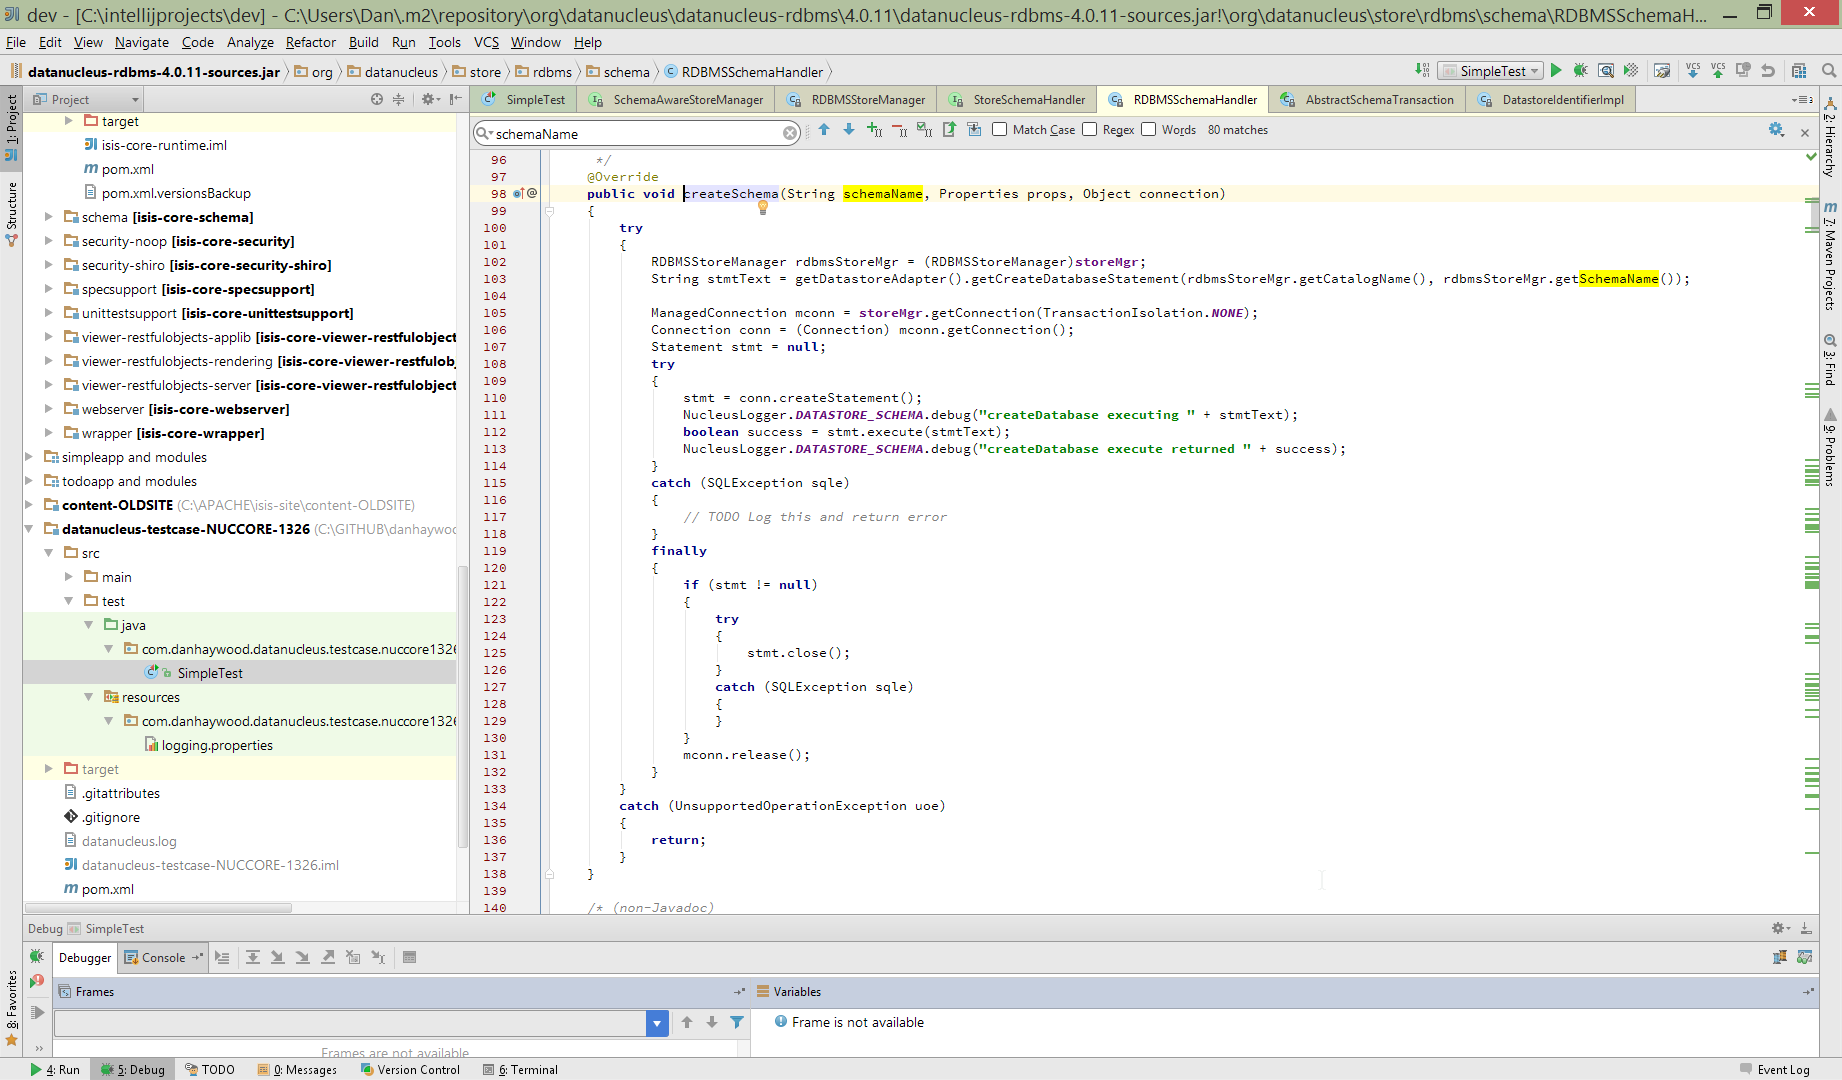 dev - [C:\intellijprojects\dev] - C:\Users\Dan\.m2\repository\org\datanucleus\datanucleus-rdbms\4.0.11\datanucleus-rdbms-4.0.11-sources.jar!\org\datanucleus\store\rdbms\schema\RDBMSSchemaH...
File Edit View Navigate Code Analyze Refactor Build Run Tools VCS Window Help
datanucleus-rdbms-4.0.11-sources.jar org datanucleus store rdbms schema RDBMSSchemaHandler
SimpleTest
VCS VCS
Project
SimpleTest SchemaAwareStoreManager RDBMSStoreManager StoreSchemaHandler RDBMSSchemaHandler AbstractSchemaTransaction DatastoreIdentifierImpl
schemaName
Match Case Regex Words 80 matches
1: Project
Structure
8: Favorites
2: Hierarchy
7: Maven Projects
3: Find
9: Problems
target
isis-core-runtime.iml
pom.xml
pom.xml.versionsBackup
schema [isis-core-schema]
security-noop [isis-core-security]
security-shiro [isis-core-security-shiro]
specsupport [isis-core-specsupport]
unittestsupport [isis-core-unittestsupport]
viewer-restfulobjects-applib [isis-core-viewer-restfulobject
viewer-restfulobjects-rendering [isis-core-viewer-restfulobj
viewer-restfulobjects-server [isis-core-viewer-restfulobject
webserver [isis-core-webserver]
wrapper [isis-core-wrapper]
simpleapp and modules
todoapp and modules
content-OLDSITE (C:\APACHE\isis-site\content-OLDSITE)
datanucleus-testcase-NUCCORE-1326 (C:\GITHUB\danhaywoo
src
main
test
java
com.danhaywood.datanucleus.testcase.nuccore1326
SimpleTest
resources
com.danhaywood.datanucleus.testcase.nuccore1326
logging.properties
target
.gitattributes
.gitignore
datanucleus.log
datanucleus-testcase-NUCCORE-1326.iml
pom.xml
96 */
97 @Override
98 public void createSchema(String schemaName, Properties props, Object connection)
99 {
100 try
101 {
102 RDBMSStoreManager rdbmsStoreMgr = (RDBMSStoreManager)storeMgr;
103 String stmtText = getDatastoreAdapter().getCreateDatabaseStatement(rdbmsStoreMgr.getCatalogName(), rdbmsStoreMgr.getSchemaName());
104
105 ManagedConnection mconn = storeMgr.getConnection(TransactionIsolation.NONE);
106 Connection conn = (Connection) mconn.getConnection();
107 Statement stmt = null;
108 try
109 {
110 stmt = conn.createStatement();
111 NucleusLogger.DATASTORE_SCHEMA.debug("createDatabase executing " + stmtText);
112 boolean success = stmt.execute(stmtText);
113 NucleusLogger.DATASTORE_SCHEMA.debug("createDatabase execute returned " + success);
114 }
115 catch (SQLException sqle)
116 {
117 // TODO Log this and return error
118 }
119 finally
120 {
121 if (stmt != null)
122 {
123 try
124 {
125 stmt.close();
126 }
127 catch (SQLException sqle)
128 {
129 }
130 }
131 mconn.release();
132 }
133 }
134 catch (UnsupportedOperationException uoe)
135 {
136 return;
137 }
138 }
139
140 /* (non-Javadoc)
Debug SimpleTest
Debugger Console
Frames
Variables
Frame is not available
Frames are not available
4: Run 5: Debug TODO 0: Messages Version Control 6: Terminal Event Log